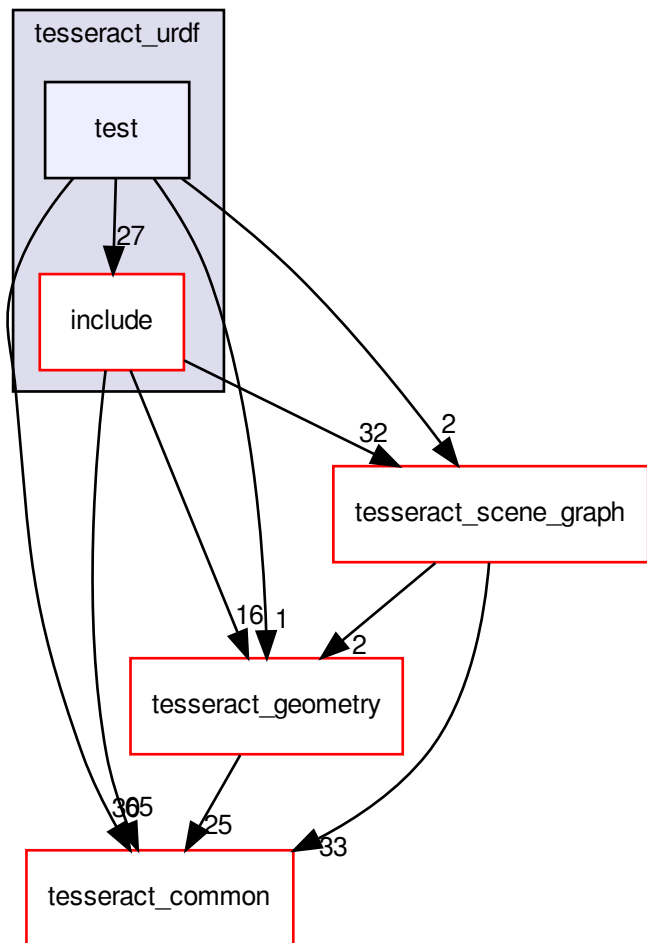 tesseract_urdf
test
27
include
32
2
tesseract_scene_graph
16
1
2
tesseract_geometry
25
33
tesseract_common